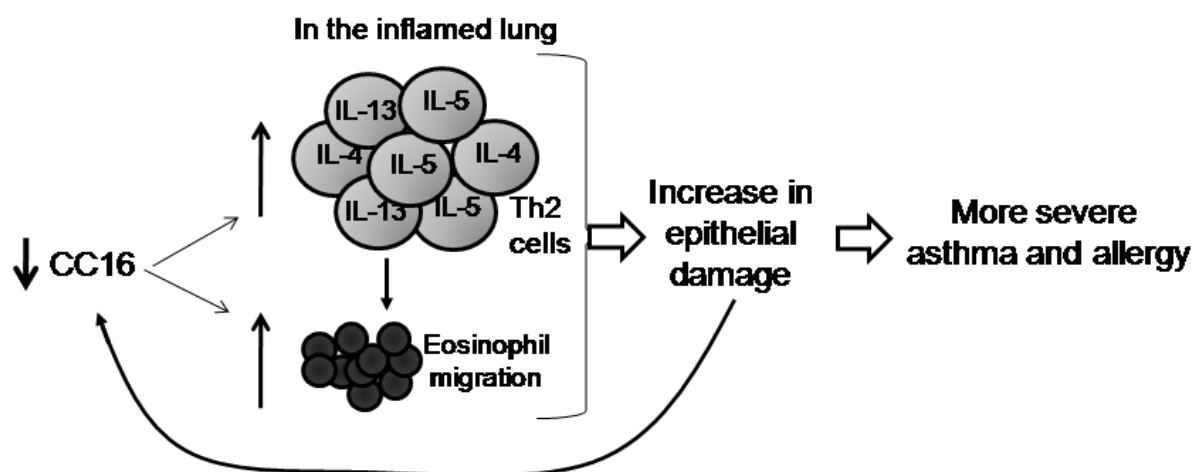 In the inflamed lung
IL-13
IL-5
IL-4
IL-5
IL-4
IL-13
IL-5
Th2
cells
CC16
Eosinophil
migration
Increase in
epithelial
damage
More severe
asthma and allergy